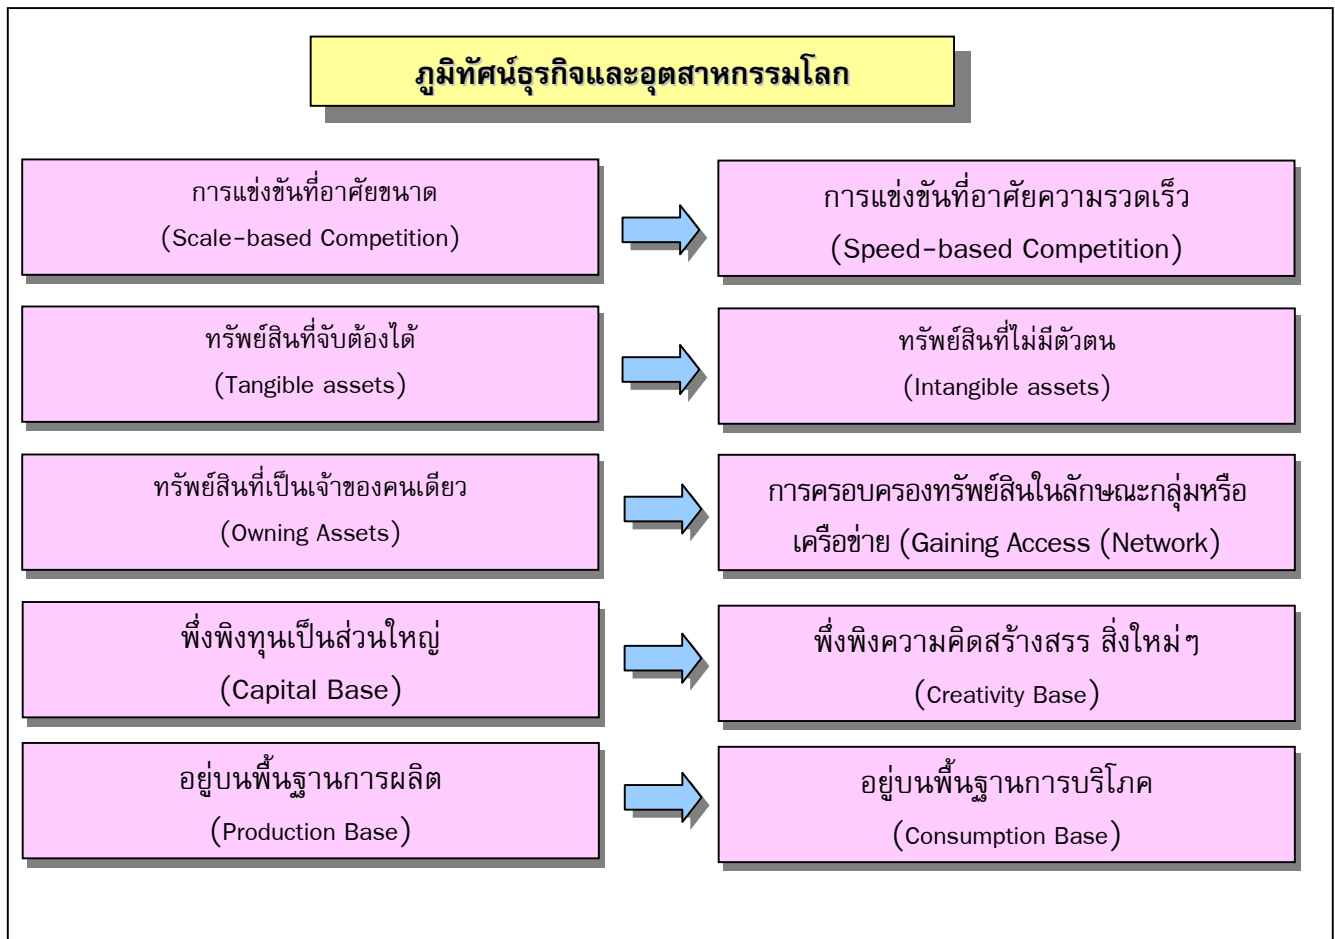 ภูมิทัศน์ธุรกิจและอุตสาหกรรมโลก
การแข่งขันที่อาศัยขนาด
(Scale-based Competition)
การแข่งขันที่อาศัยความรวดเร็ว
(Speed-based Competition)
ทรัพย์สินที่จับต้องได้
(Tangible assets)
ทรัพย์สินที่ไม่มีตัวตน
(Intangible assets)
ทรัพย์สินที่เป็นเจ้าของคนเดียว
(Owning Assets)
การครอบครองทรัพย์สินในลักษณะกลุ่มหรือ
เครือข่าย (Gaining Access (Network)
พึ่งพิงทุนเป็นส่วนใหญ่
(Capital Base)
พึ่งพิงความคิดสร้างสรร สิ่งใหม่ๆ
(Creativity Base)
อยู่บนพื้นฐานการผลิต
(Production Base)
อยู่บนพื้นฐานการบริโภค
(Consumption Base)